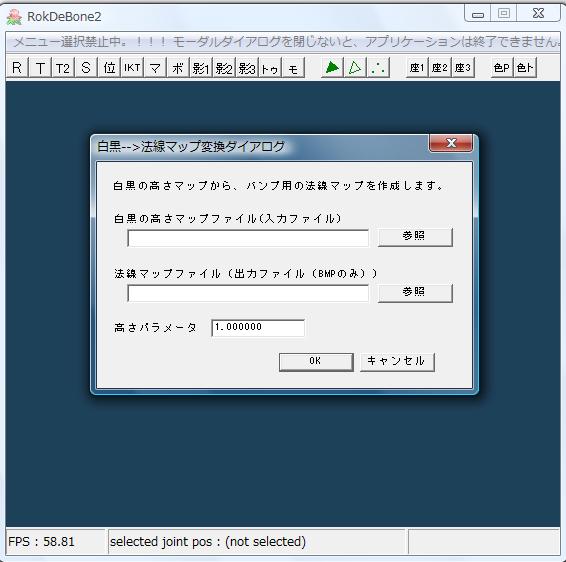 RokDeBone2
メニュー選択禁止中。！！！ モーダルダイアログを閉じないと、アプリケーションは終了できません。
R T T2 S 位 IKT マ ボ 影1 影2 影3 トゥ モ 座1 座2 座3 色P 色ト
白黒-->法線マップ変換ダイアログ
白黒の高さマップから、バンプ用の法線マップを作成します。
白黒の高さマップファイル(入力ファイル)
参照
法線マップファイル（出力ファイル（BMPのみ））
参照
高さパラメータ 1.000000
OK キャンセル
FPS : 58.81 selected joint pos : (not selected)